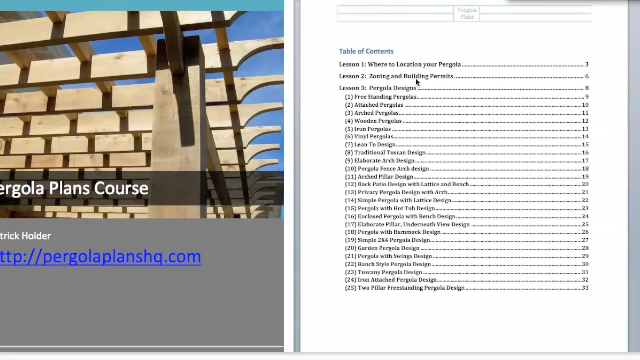 ergola Plans Course
trick Holder
ttp://pergolaplanshq.com
Pergola
Plans
Table of Contents
Lesson 1: Where to Location your Pergola 3
Lesson 2: Zoning and Building Permits 6
Lesson 3: Pergola Designs 8
(1) Free Standing Pergolas 9
(2) Attached Pergolas 10
(3) Arched Pergolas 11
(4) Wooden Pergolas 12
(5) Iron Pergolas 13
(6) Vinyl Pergolas 14
(7) Lean To Design 15
(8) Traditional Tuscan Design 16
(9) Elaborate Arch Design 17
(10) Pergola Fence Arch design 18
(11) Arched Pillar Design 19
(12) Back Patio Design with Lattice and Bench 20
(13) Privacy Pergola Design with Arch 21
(14) Simple Pergola with Lattice Design 22
(15) Pergola with Hot Tub Design 23
(16) Enclosed Pergola with Bench Design 24
(17) Elaborate Pillar, Underneath View Design 25
(18) Pergola with Hammock Design 26
(19) Simple 2X4 Pergola Design 27
(20) Garden Pergola Design 28
(21) Pergola with Swings Design 29
(22) Ranch Style Pergola Design 30
(23) Tuscany Pergola Design 31
(24) Iron Attached Pergola Design 32
(25) Two Pillar Freestanding Pergola Design 33